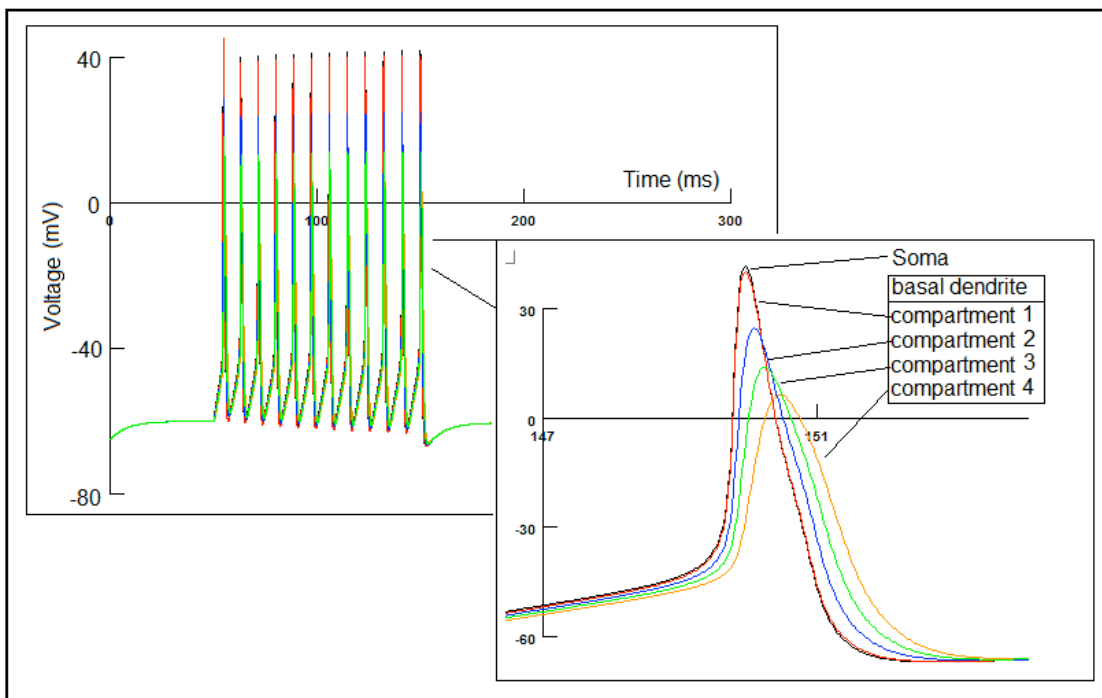 40
0
-40
-80
Voltage (mV)
Time (ms)
0
100
200
300
Soma
basal dendrite
compartment 1
compartment 2
compartment 3
compartment 4
30
0
-30
-60
147
151